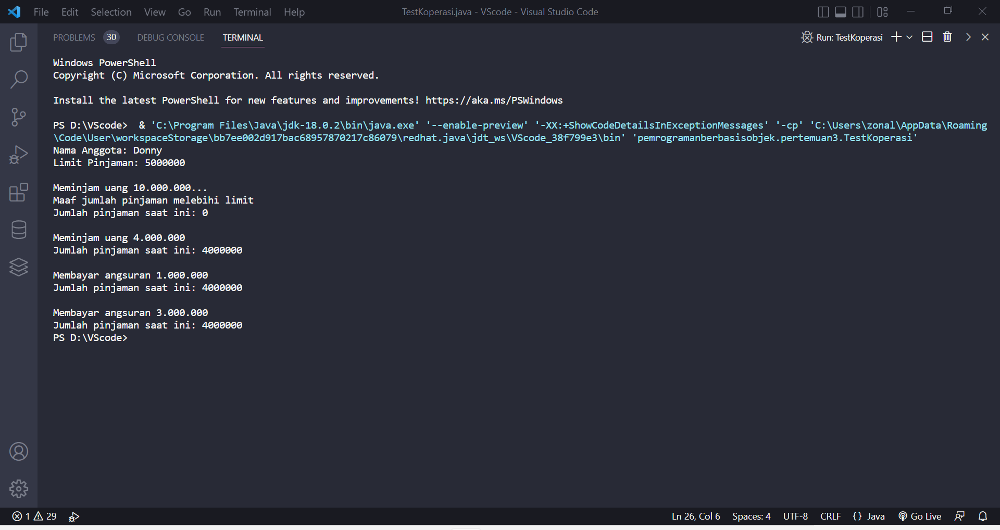 File Edit Selection View Go Run Terminal Help
TestKoperasi.java - VScode - Visual Studio Code
PROBLEMS 30 DEBUG CONSOLE TERMINAL
Run: TestKoperasi
Windows PowerShell
Copyright (C) Microsoft Corporation. All rights reserved.
Install the latest PowerShell for new features and improvements! https://aka.ms/PSWindows
PS D:\VScode>  & 'C:\Program Files\Java\jdk-18.0.2\bin\java.exe' '--enable-preview' '-XX:+ShowCodeDetailsInExceptionMessages' '-cp' 'C:\Users\zonal\AppData\Roaming
\Code\User\workspaceStorage\bb7ee002d917bac68957870217c86079\redhat.java\jdt_ws\VScode_38f799e3\bin' 'pemrogramanberbasisobjek.pertemuan3.TestKoperasi'
Nama Anggota: Donny
Limit Pinjaman: 5000000
Meminjam uang 10.000.000...
Maaf jumlah pinjaman melebihi limit
Jumlah pinjaman saat ini: 0
Meminjam uang 4.000.000
Jumlah pinjaman saat ini: 4000000
Membayar angsuran 1.000.000
Jumlah pinjaman saat ini: 4000000
Membayar angsuran 3.000.000
Jumlah pinjaman saat ini: 4000000
PS D:\VScode>
1 29
Ln 26, Col 6 Spaces: 4 UTF-8 CRLF {} Java Go Live